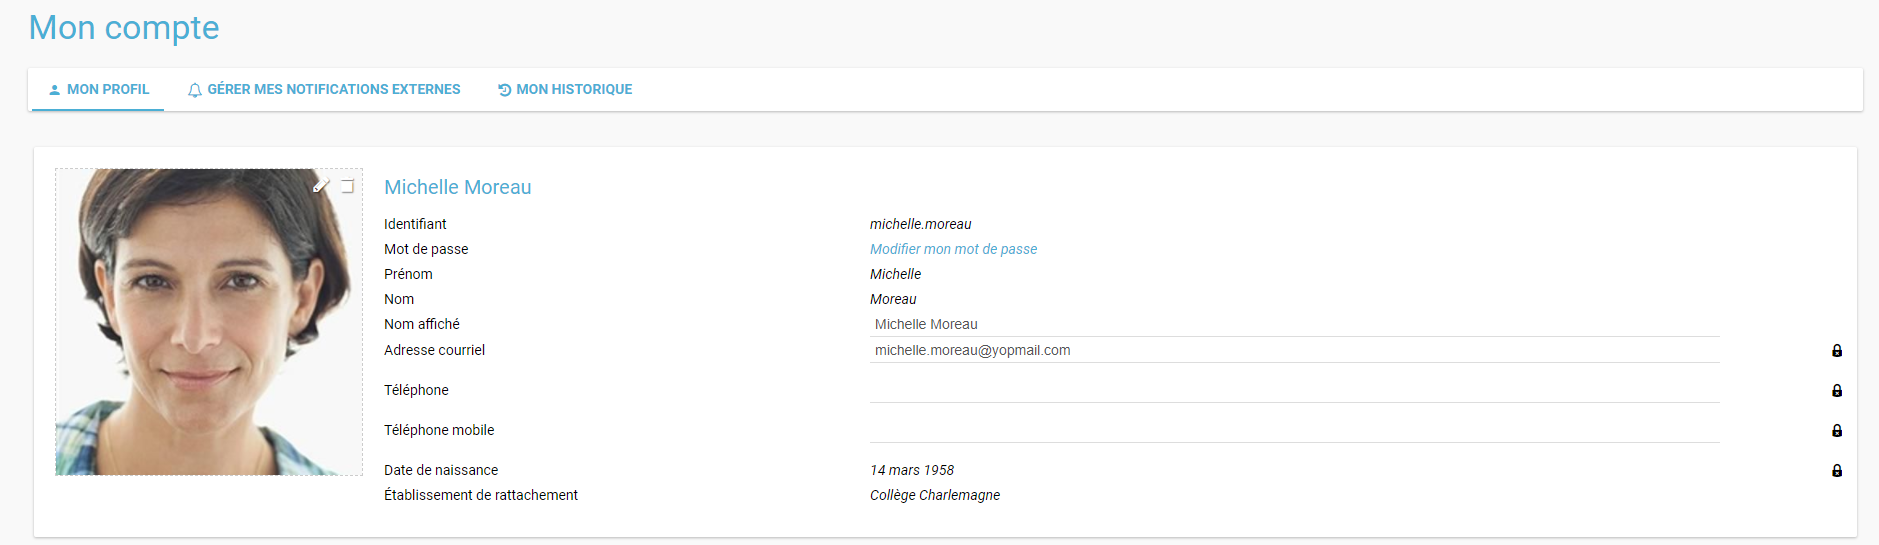 Mon compte
MON PROFIL GÉRER MES NOTIFICATIONS EXTERNES MON HISTORIQUE
Michelle Moreau
Identifiant michelle.moreau
Mot de passe Modifier mon mot de passe
Prénom Michelle
Nom Moreau
Nom affiché Michelle Moreau
Adresse courriel michelle.moreau@yopmail.com
Téléphone
Téléphone mobile
Date de naissance 14 mars 1958
Établissement de rattachement Collège Charlemagne